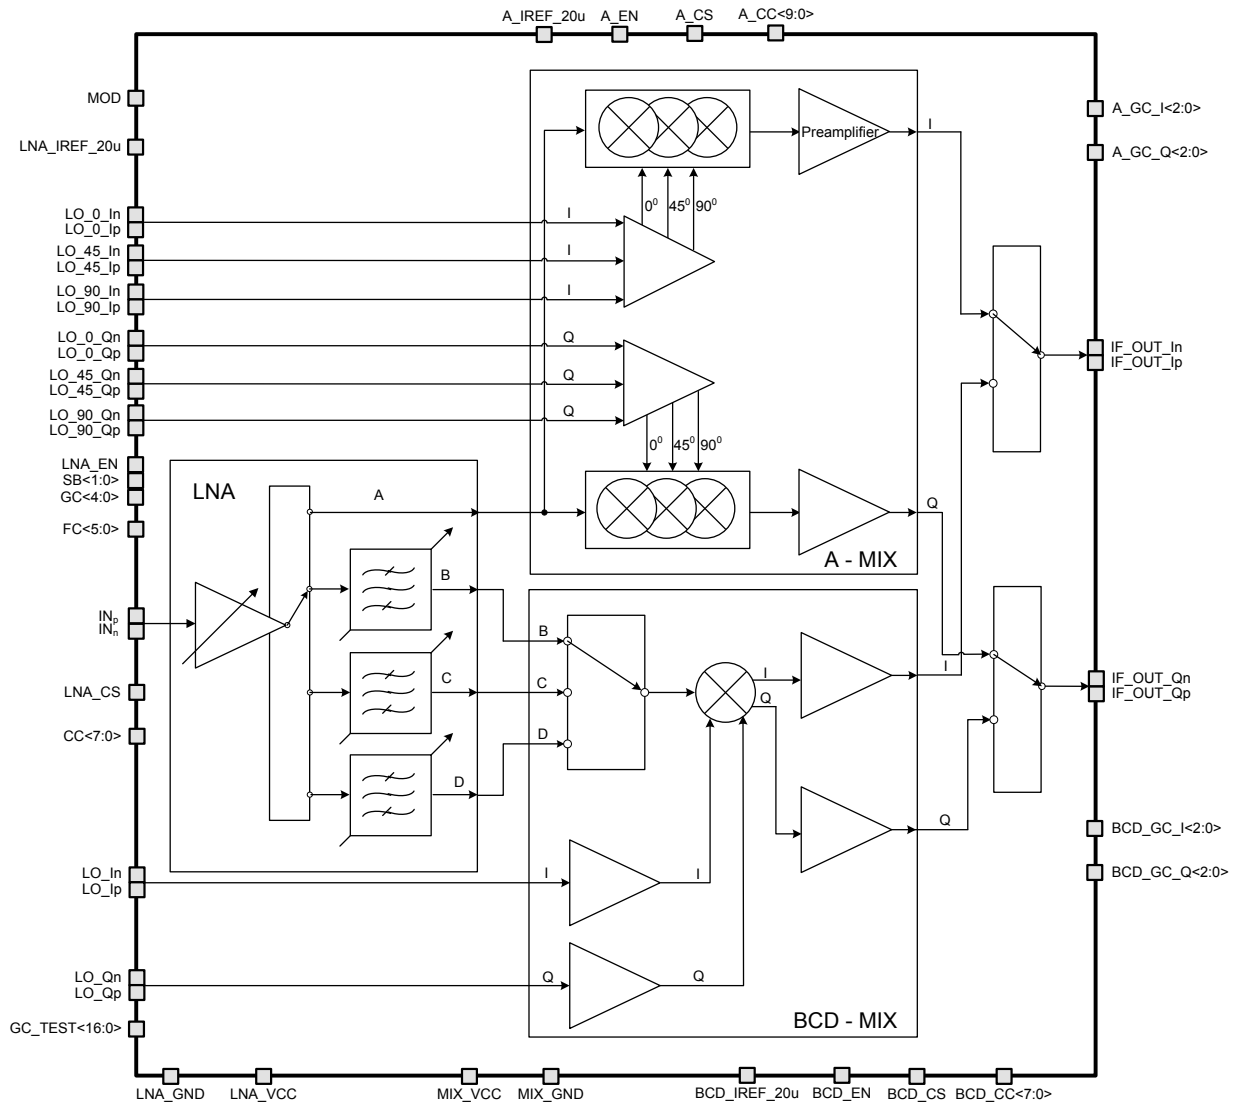 A_IREF_20u
A_EN
A_CS
A_CC<9:0>
MOD
LNA_IREF_20u
LO_0_In
LO_0_Ip
LO_45_In
LO_45_Ip
LO_90_In
LO_90_Ip
LO_0_Qn
LO_0_Qp
LO_45_Qn
LO_45_Qp
LO_90_Qn
LO_90_Qp
LNA_EN
SB<1:0>
GC<4:0>
FC<5:0>
INp
INn
LNA_CS
CC<7:0>
LO_In
LO_Ip
LO_Qn
LO_Qp
GC_TEST<16:0>
LNA
A
B
C
D
Preamplifier
I
0⁰
45⁰
90⁰
I
I
I
Q
Q
Q
0⁰
45⁰
90⁰
Q
A - MIX
B
C
D
I
Q
I
Q
I
I
Q
Q
BCD - MIX
A_GC_I<2:0>
A_GC_Q<2:0>
IF_OUT_In
IF_OUT_Ip
IF_OUT_Qn
IF_OUT_Qp
BCD_GC_I<2:0>
BCD_GC_Q<2:0>
LNA_GND
LNA_VCC
MIX_VCC
MIX_GND
BCD_IREF_20u
BCD_EN
BCD_CS
BCD_CC<7:0>